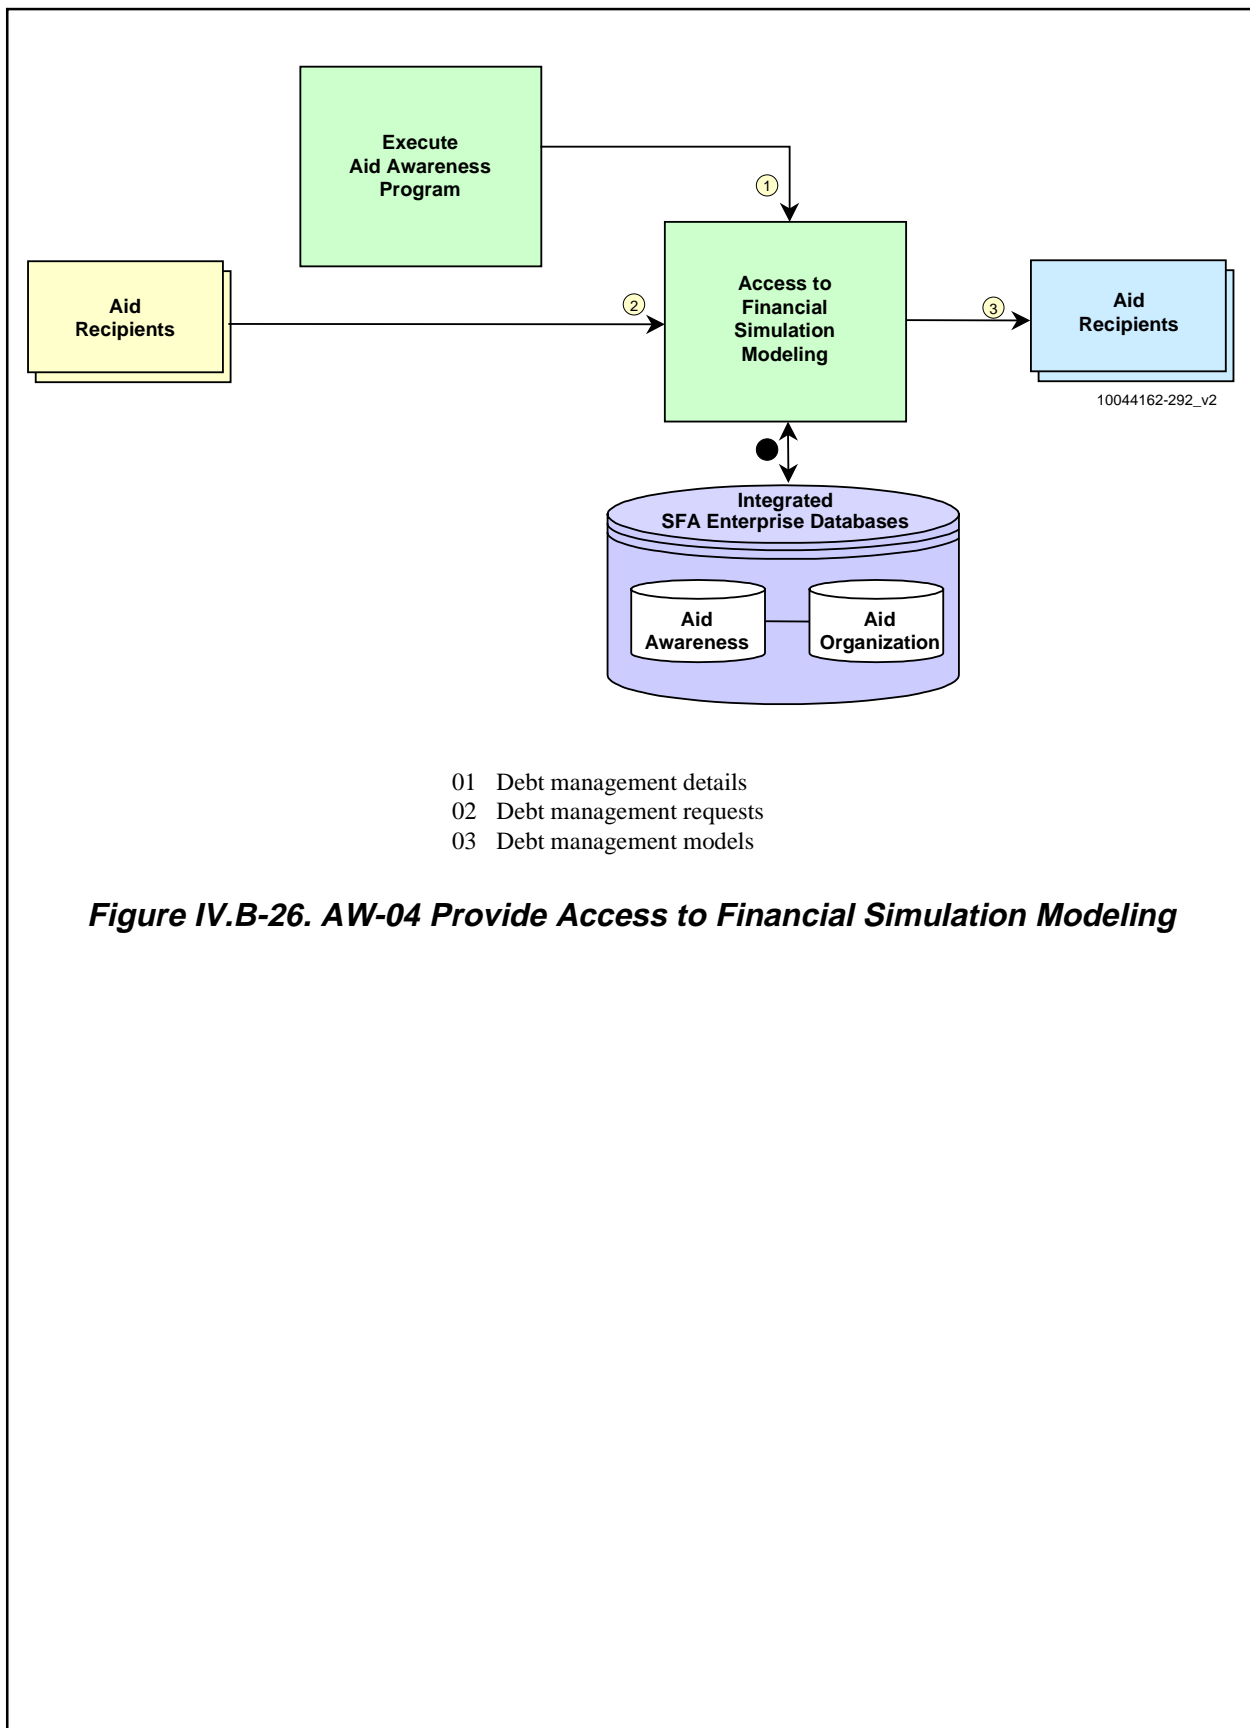 Execute
Aid Awareness
Program
1
Aid
Recipients
2
Access to
Financial
Simulation
Modeling
3
Aid
Recipients
10044162-292_v2
Integrated
SFA Enterprise Databases
Aid
Awareness
Aid
Organization
01 Debt management details
02 Debt management requests
03 Debt management models
Figure IV.B-26. AW-04 Provide Access to Financial Simulation Modeling